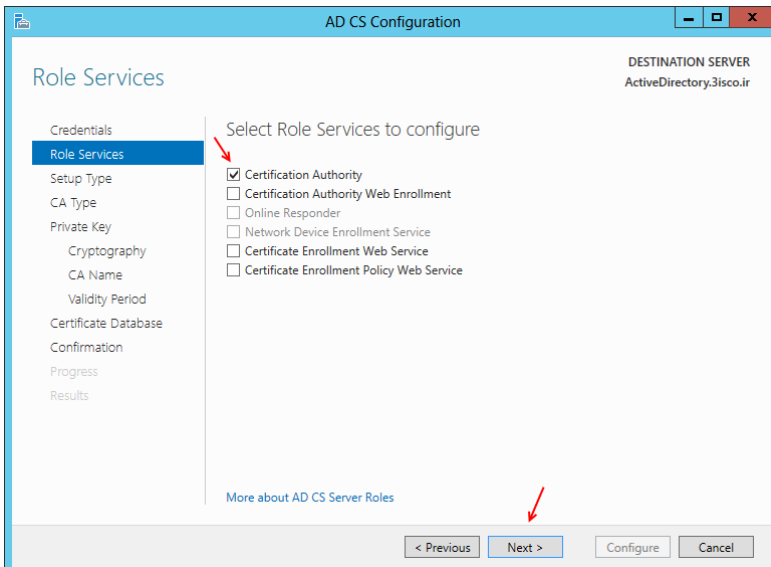 AD CS Configuration
Role Services
DESTINATION SERVER
ActiveDirectory.3isco.ir
Credentials
Role Services
Setup Type
CA Type
Private Key
Cryptography
CA Name
Validity Period
Certificate Database
Confirmation
Progress
Results
Select Role Services to configure
Certification Authority
Certification Authority Web Enrollment
Online Responder
Network Device Enrollment Service
Certificate Enrollment Web Service
Certificate Enrollment Policy Web Service
More about AD CS Server Roles
< Previous
Next >
Configure
Cancel